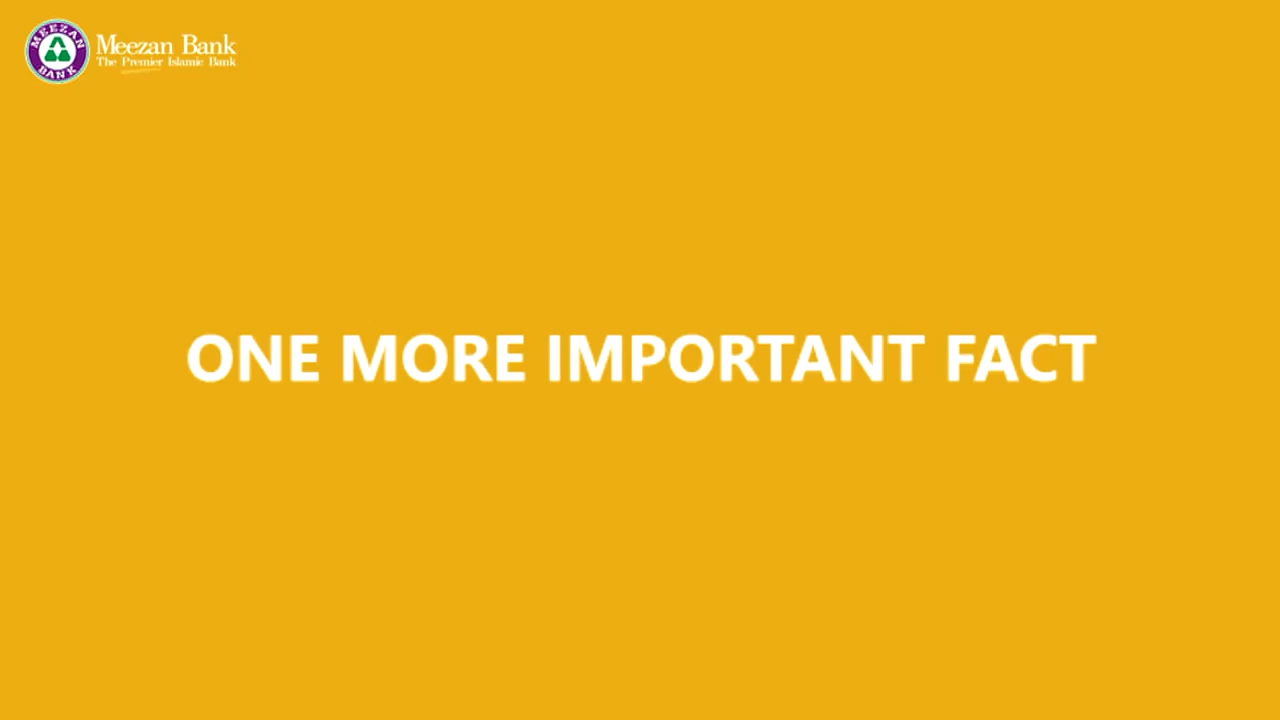 MEEZAN
BANK
Meezan Bank
The Premier Islamic Bank
ONE MORE IMPORTANT FACT